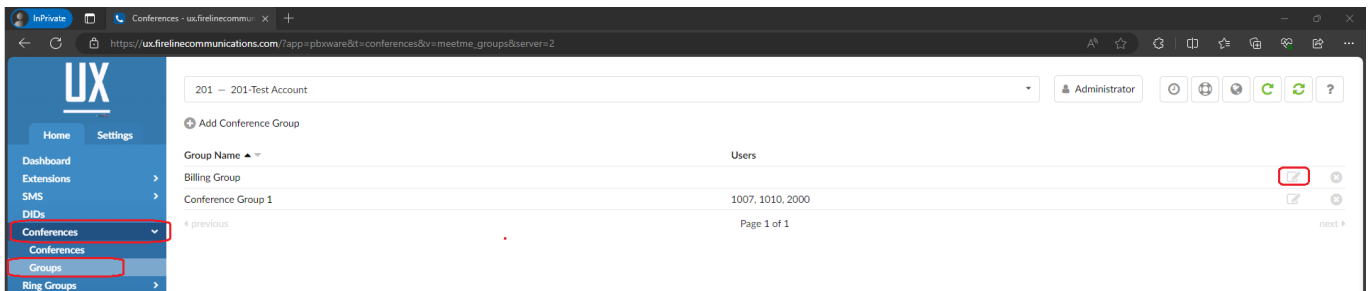 InPrivate
Conferences - ux.firelinecommun
https://ux.firelinecommunications.com/?app=pbxware&t=conferences&v=meetme_groups&server=2
UX
201 — 201-Test Account
Administrator
?
Home Settings
Add Conference Group
Dashboard
Extensions
SMS
DIDs
Conferences
Conferences
Groups
Ring Groups
Group Name Users
Billing Group
Conference Group 1 1007, 1010, 2000
previous Page 1 of 1 next